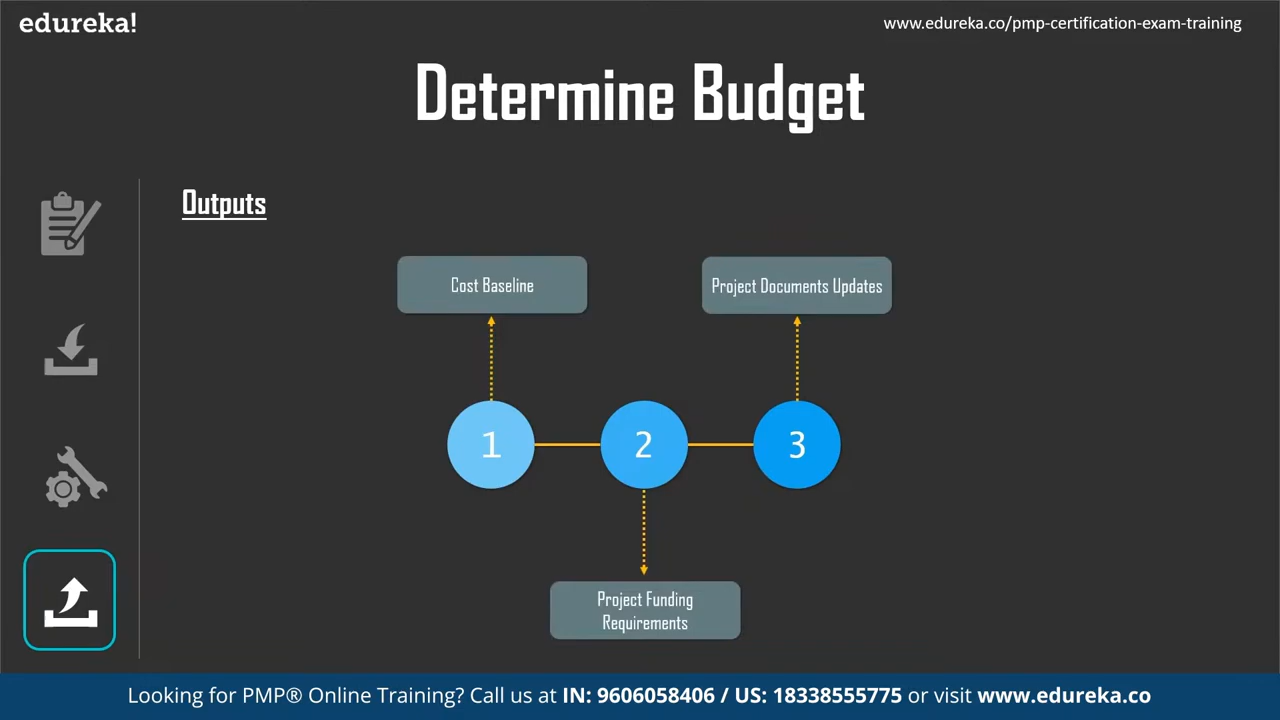 edureka!
www.edureka.co/pmp-certification-exam-training
Determine Budget
Outputs
Cost Baseline
Project Documents Updates
1
2
3
Project Funding
Requirements
Looking for PMP® Online Training? Call us at IN: 9606058406 / US: 18338555775 or visit www.edureka.co